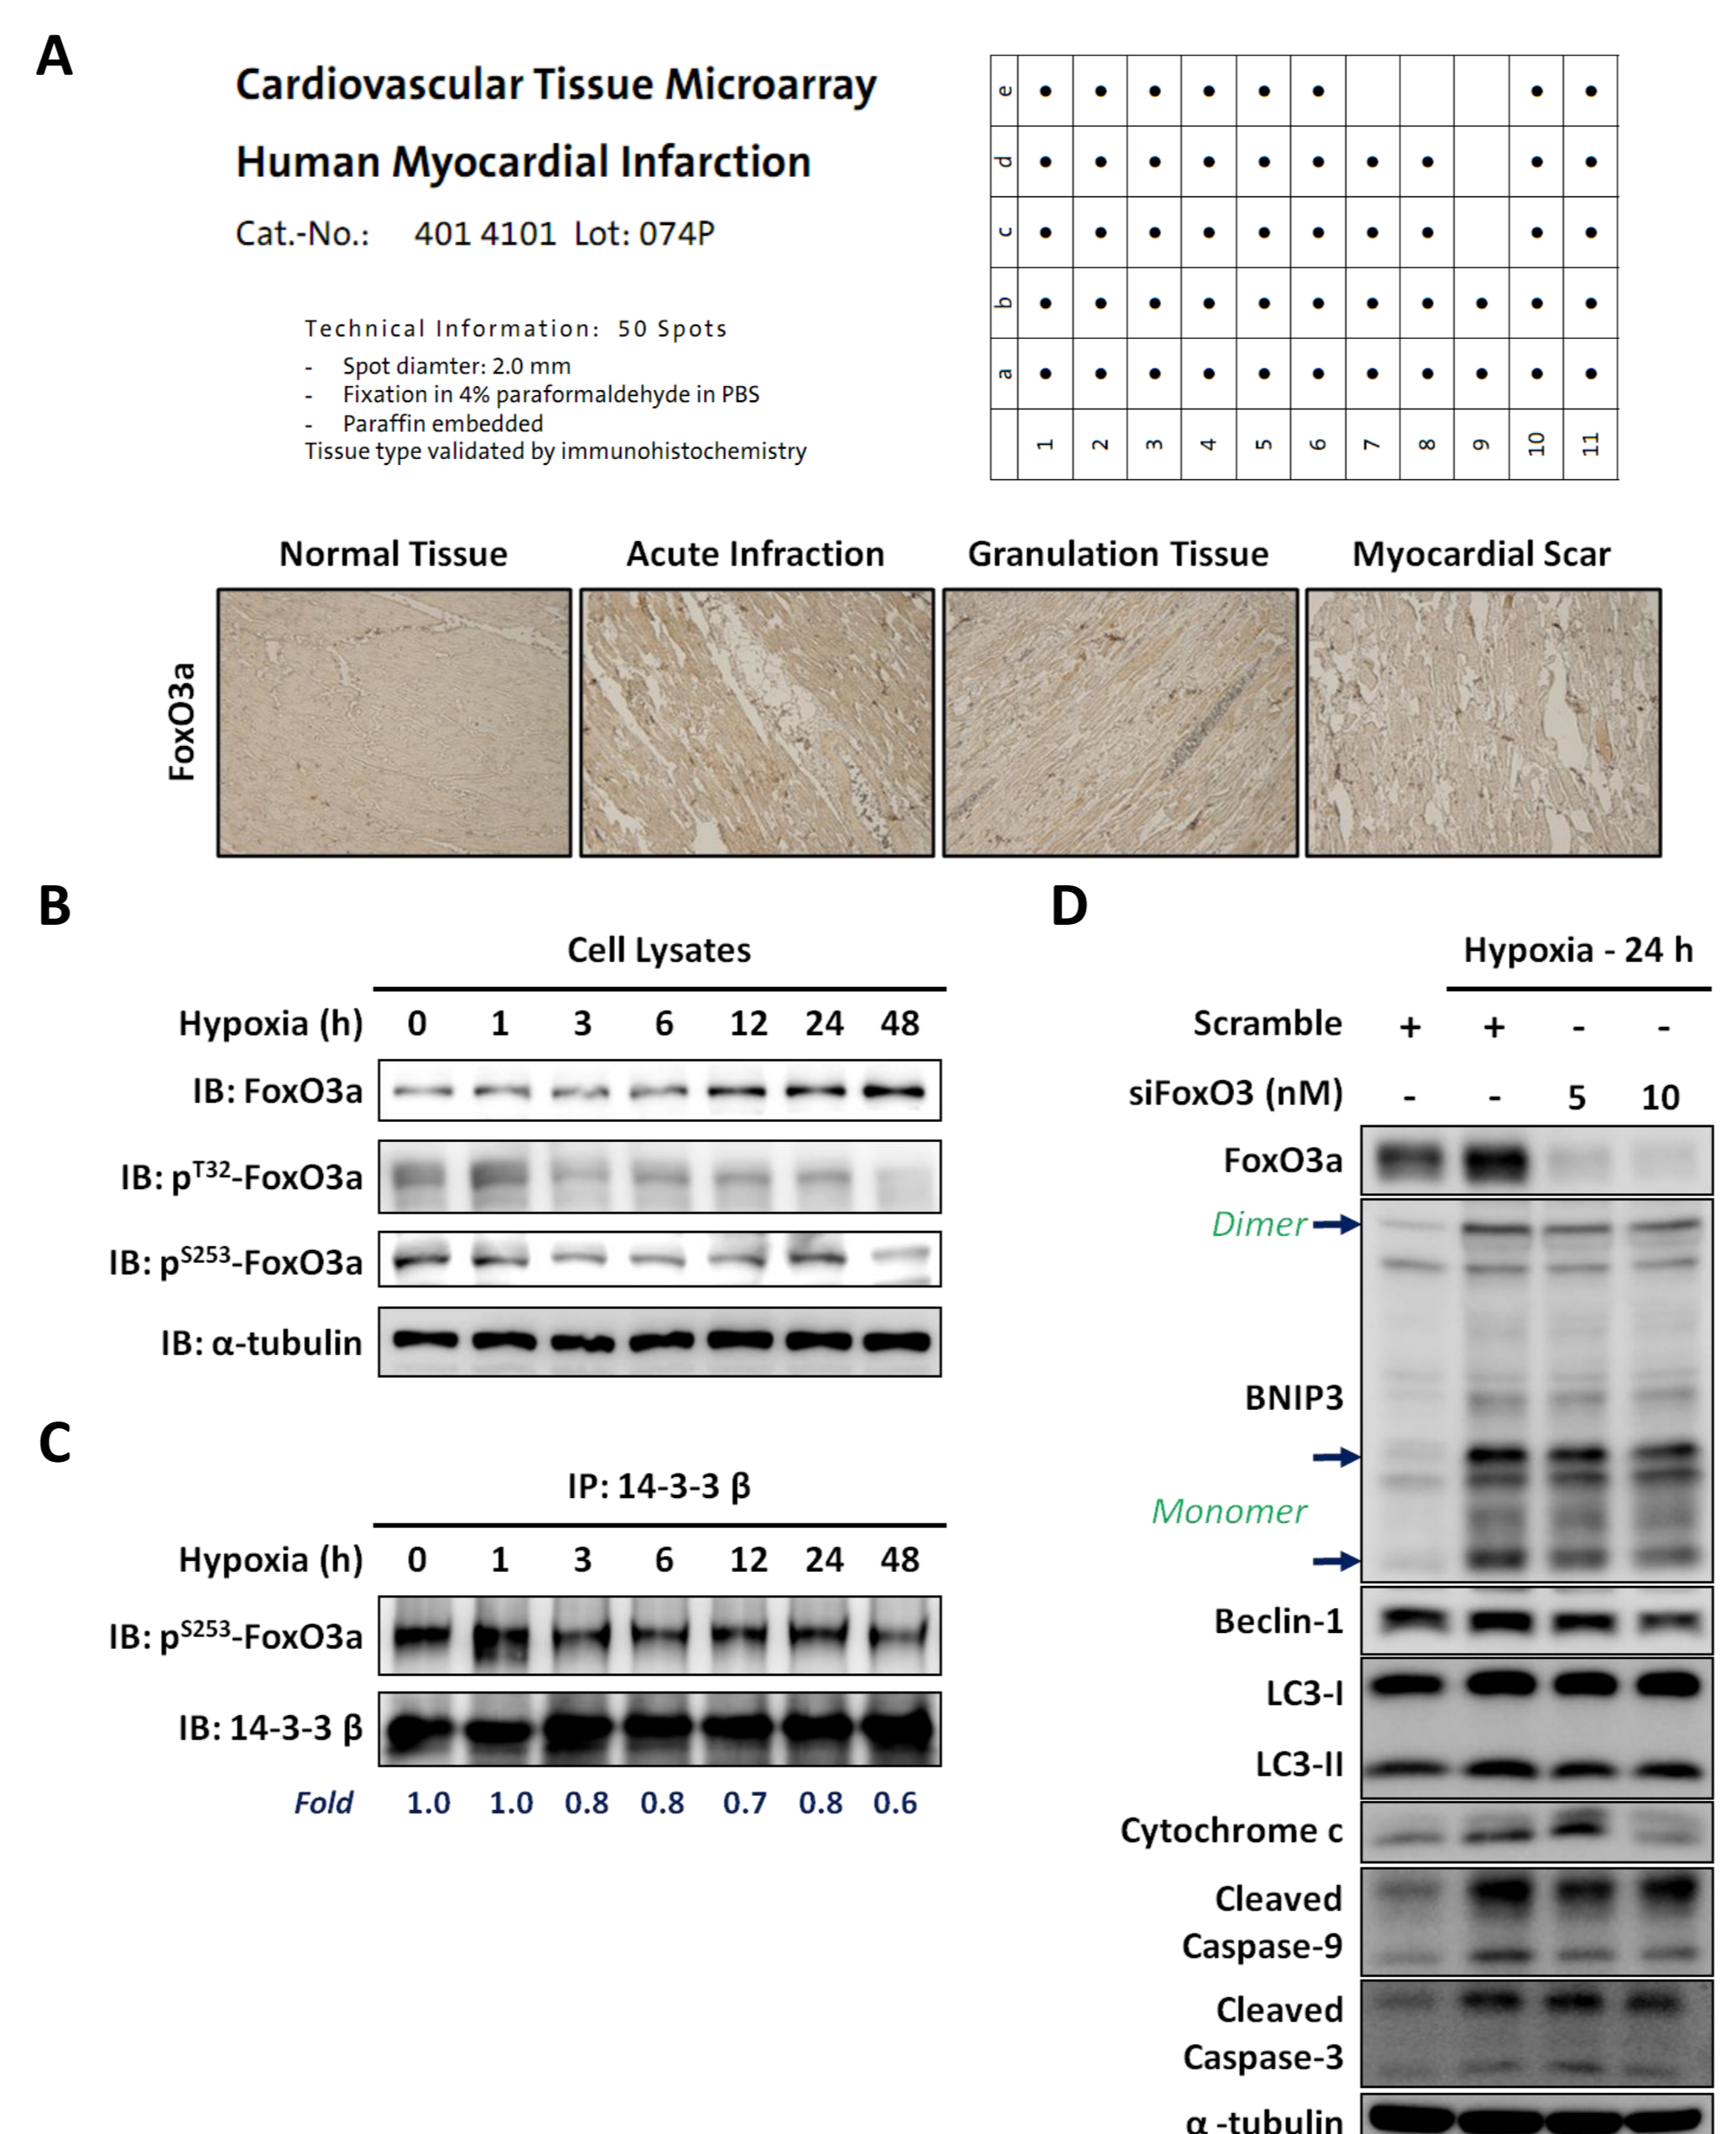 A
Cardiovascular Tissue Microarray
Human Myocardial Infarction
Cat.-No.: 401 4101 Lot: 074P
Technical Information: 50 Spots
- Spot diamter: 2.0 mm
- Fixation in 4% paraformaldehyde in PBS
- Paraffin embedded
Tissue type validated by immunohistochemistry
e
d
c
b
a
1 2 3 4 5 6 7 8 9 10 11
Normal Tissue Acute Infraction Granulation Tissue Myocardial Scar
FoxO3a
B
Cell Lysates
Hypoxia (h) 0 1 3 6 12 24 48
IB: FoxO3a
IB: pT32-FoxO3a
IB: pS253-FoxO3a
IB: α-tubulin
C
IP: 14-3-3 β
Hypoxia (h) 0 1 3 6 12 24 48
IB: pS253-FoxO3a
IB: 14-3-3 β
Fold 1.0 1.0 0.8 0.8 0.7 0.8 0.6
D
Hypoxia - 24 h
Scramble + + - -
siFoxO3 (nM) - - 5 10
FoxO3a
Dimer
BNIP3
Monomer
Beclin-1
LC3-I
LC3-II
Cytochrome c
Cleaved
Caspase-9
Cleaved
Caspase-3
α -tubulin